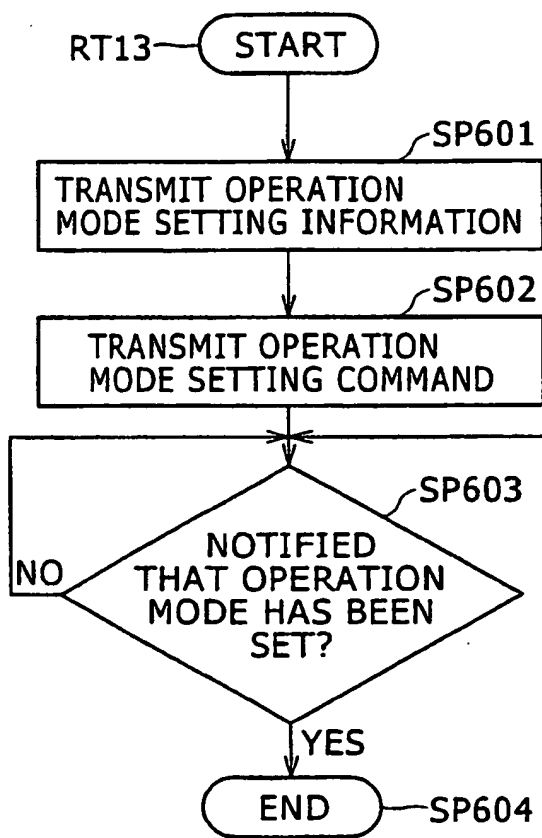 RT13 START
SP601
TRANSMIT OPERATION
MODE SETTING INFORMATION
SP602
TRANSMIT OPERATION
MODE SETTING COMMAND
SP603
NOTIFIED
THAT OPERATION
MODE HAS BEEN
SET?
NO
YES
END SP604